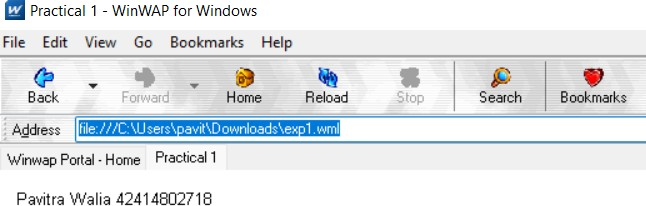 Practical 1 - WinWAP for Windows
File Edit View Go Bookmarks Help
Back Forward Home Reload Stop Search Bookmarks
Address file:///C:\Users\pavit\Downloads\exp1.wml
Winwap Portal - Home Practical 1
Pavitra Walia 42414802718